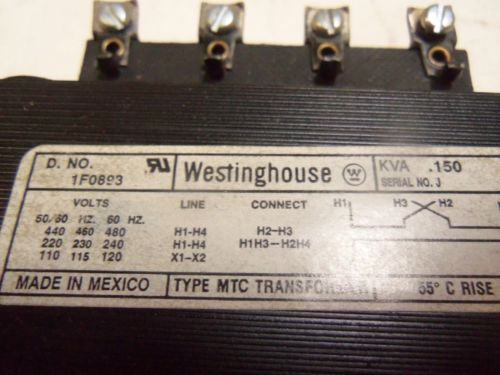 D. NO.
1F0893
Westinghouse
W
KVA .150
SERIAL NO. J
VOLTS LINE CONNECT
50/60 HZ. 60 HZ.
440 460 480 H1-H4 H2-H3
220 230 240 H1-H4 H1H3-H2H4
110 115 120 X1-X2
H1 H3 H2
MADE IN MEXICO
TYPE MTC TRANSFORMER
55° C RISE